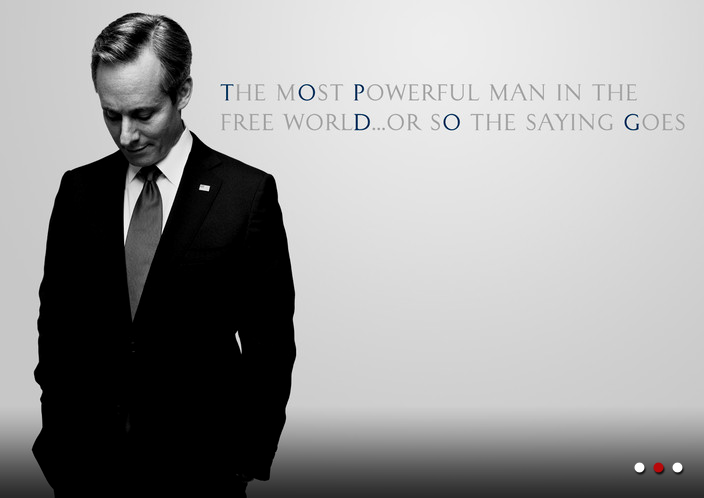 THE MOST POWERFUL MAN IN THE
FREE WORLD...OR SO THE SAYING GOES